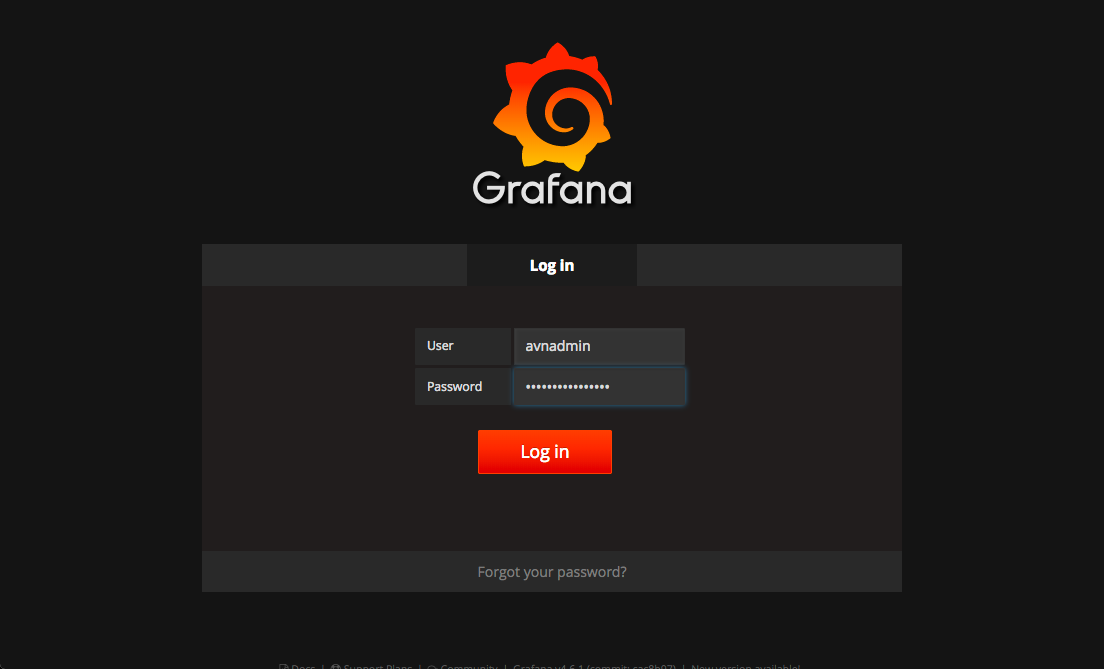 Grafana
Log in
User
avnadmin
Password
••••••••••••••••
Log in
Forgot your password?
Docs | Support Plans | Community | Grafana v4.6.1 (commit: cac8b07) | New version available!